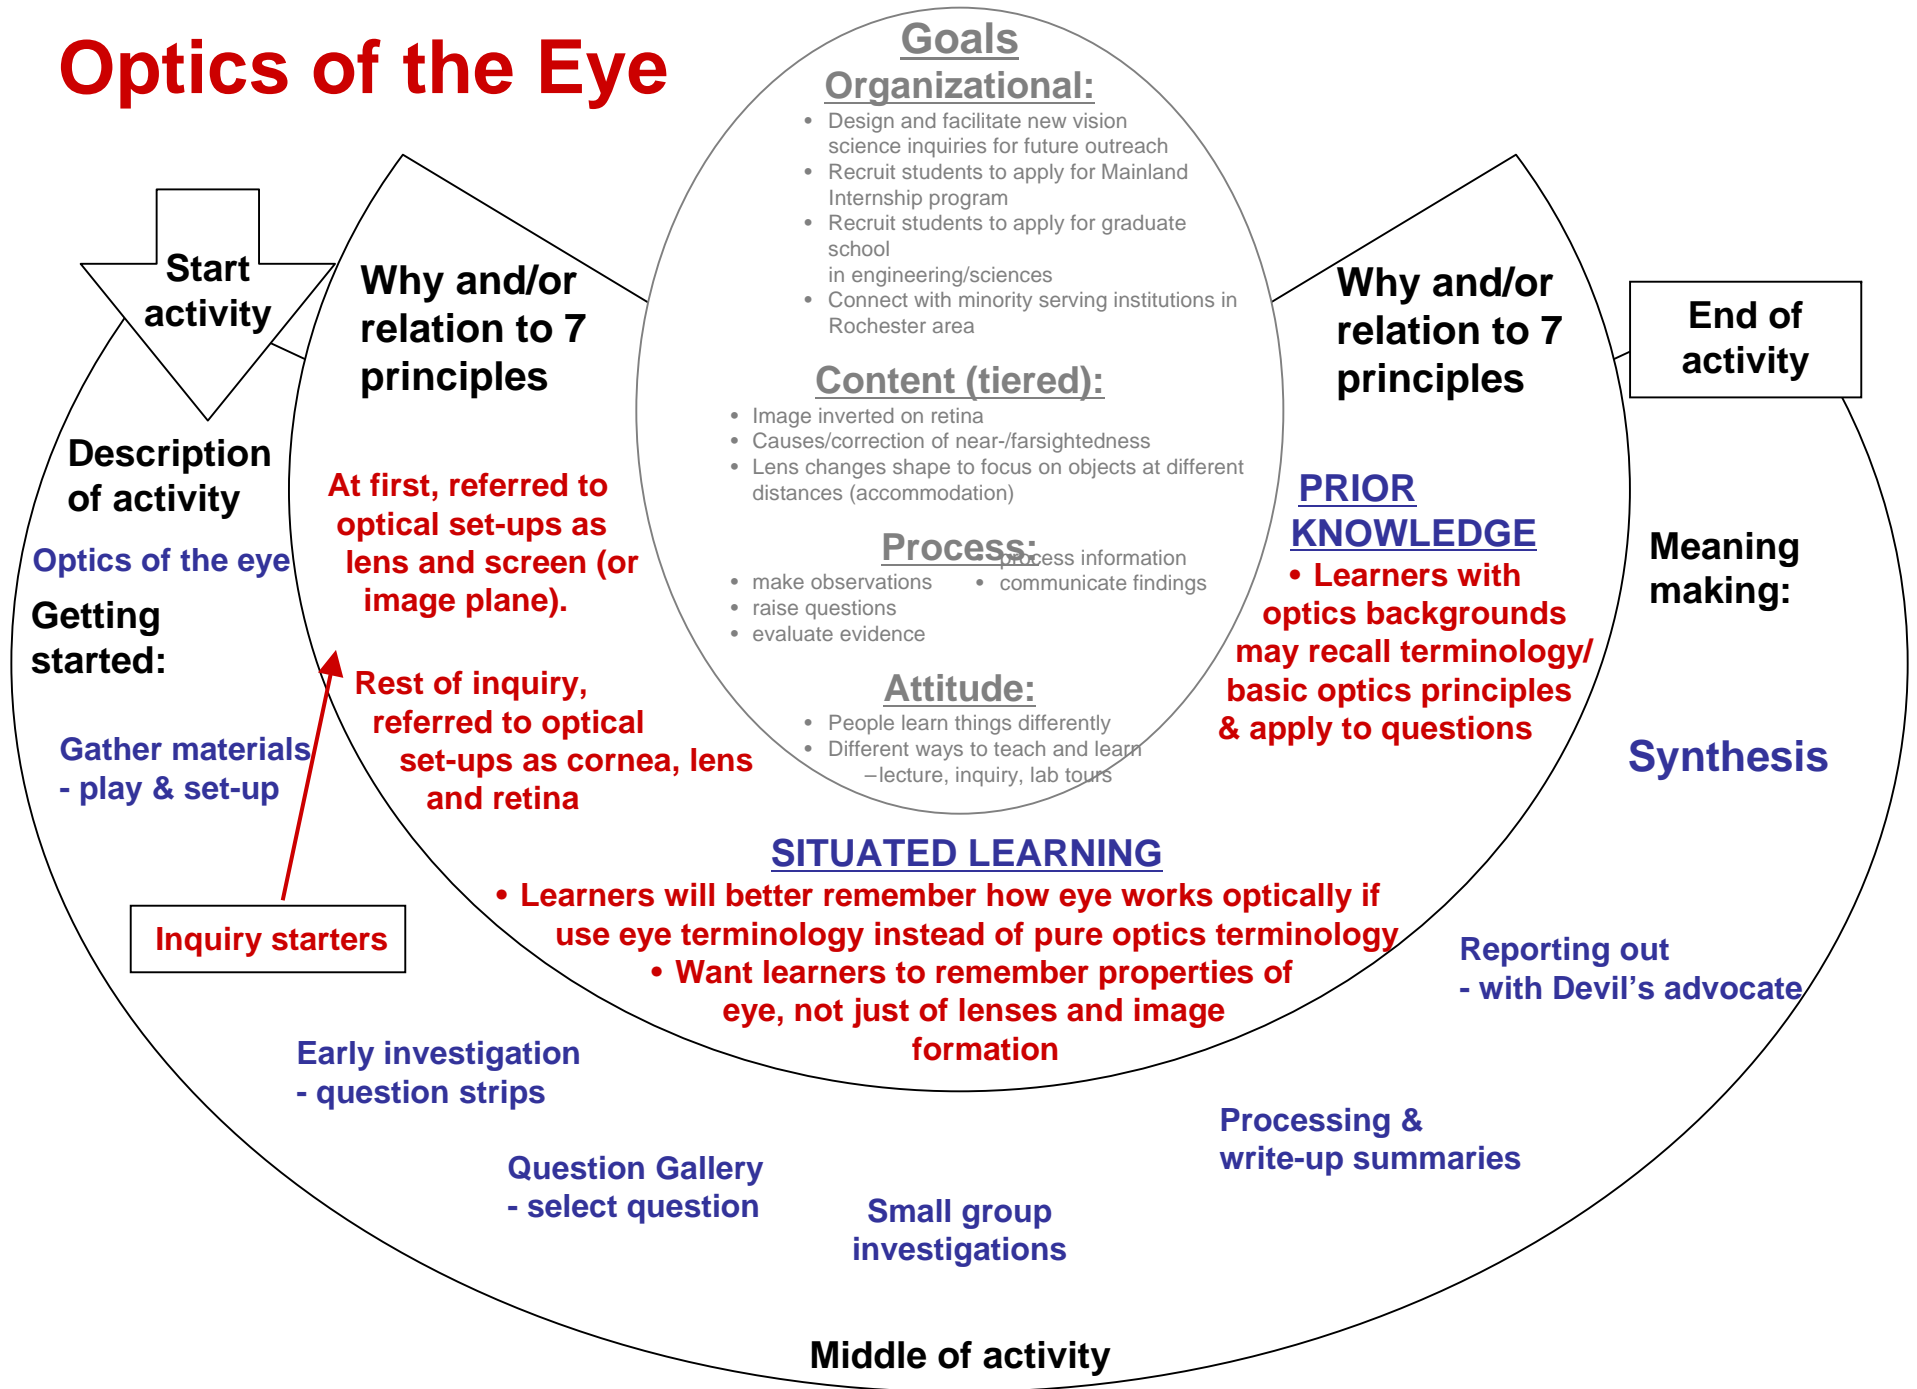 Optics of the Eye
Goals
Organizational:
• Design and facilitate new vision
science inquiries for future outreach
• Recruit students to apply for Mainland
Internship program
• Recruit students to apply for graduate
school
in engineering/sciences
• Connect with minority serving institutions in
Rochester area
Content (tiered):
• Image inverted on retina
• Causes/correction of near-/farsightedness
• Lens changes shape to focus on objects at different
distances (accommodation)
Process:
• make observations
• raise questions
• evaluate evidence
• process information
• communicate findings
Attitude:
• People learn things differently
• Different ways to teach and learn
–lecture, inquiry, lab tours
Start
activity
Description
of activity
Optics of the eye
Getting
started:
Gather materials
- play & set-up
Inquiry starters
Why and/or
relation to 7
principles
At first, referred to
optical set-ups as
lens and screen (or
image plane).
Rest of inquiry,
referred to optical
set-ups as cornea, lens
and retina
SITUATED LEARNING
• Learners will better remember how eye works optically if
use eye terminology instead of pure optics terminology
• Want learners to remember properties of
eye, not just of lenses and image
formation
Why and/or
relation to 7
principles
PRIOR
KNOWLEDGE
• Learners with
optics backgrounds
may recall terminology/
basic optics principles
& apply to questions
End of
activity
Meaning
making:
Synthesis
Reporting out
- with Devil’s advocate
Early investigation
- question strips
Question Gallery
- select question
Small group
investigations
Processing &
write-up summaries
Middle of activity